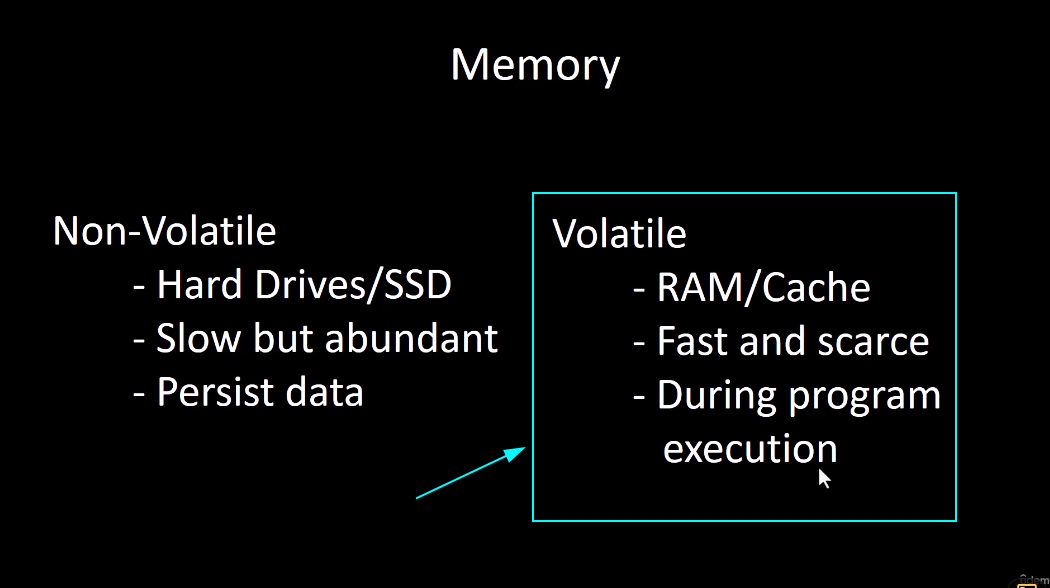 Memory
Non-Volatile
- Hard Drives/SSD
- Slow but abundant
- Persist data
Volatile
- RAM/Cache
- Fast and scarce
- During program
execution